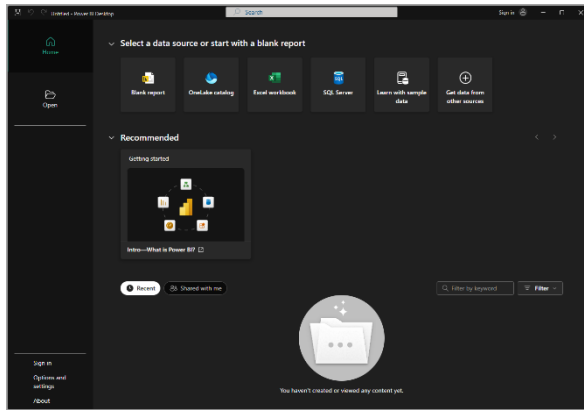 Untitled - Power BI Desktop
Search
Sign in
Home
Open
Select a data source or start with a blank report
Blank report
OneLake catalog
Excel workbook
SQL Server
Learn with sample
data
Get data from
other sources
Recommended
Getting started
Intro—What is Power BI?
Recent
Shared with me
Filter by keyword
Filter
You haven't created or viewed any content yet.
Sign in
Options and
settings
About